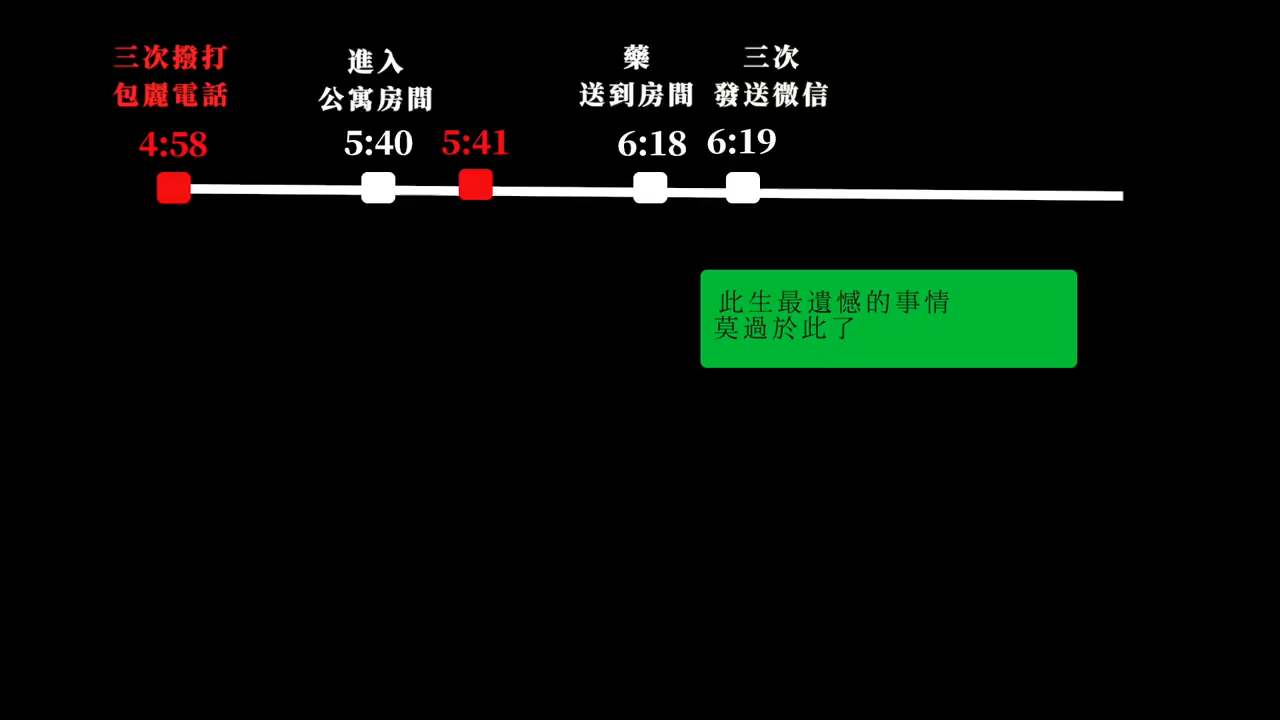 三次撥打
包麗電話
4:58
進入
公寓房間
5:40
5:41
藥
送到房間
6:18
三次
發送微信
6:19
此生最遺憾的事情
莫過於此了